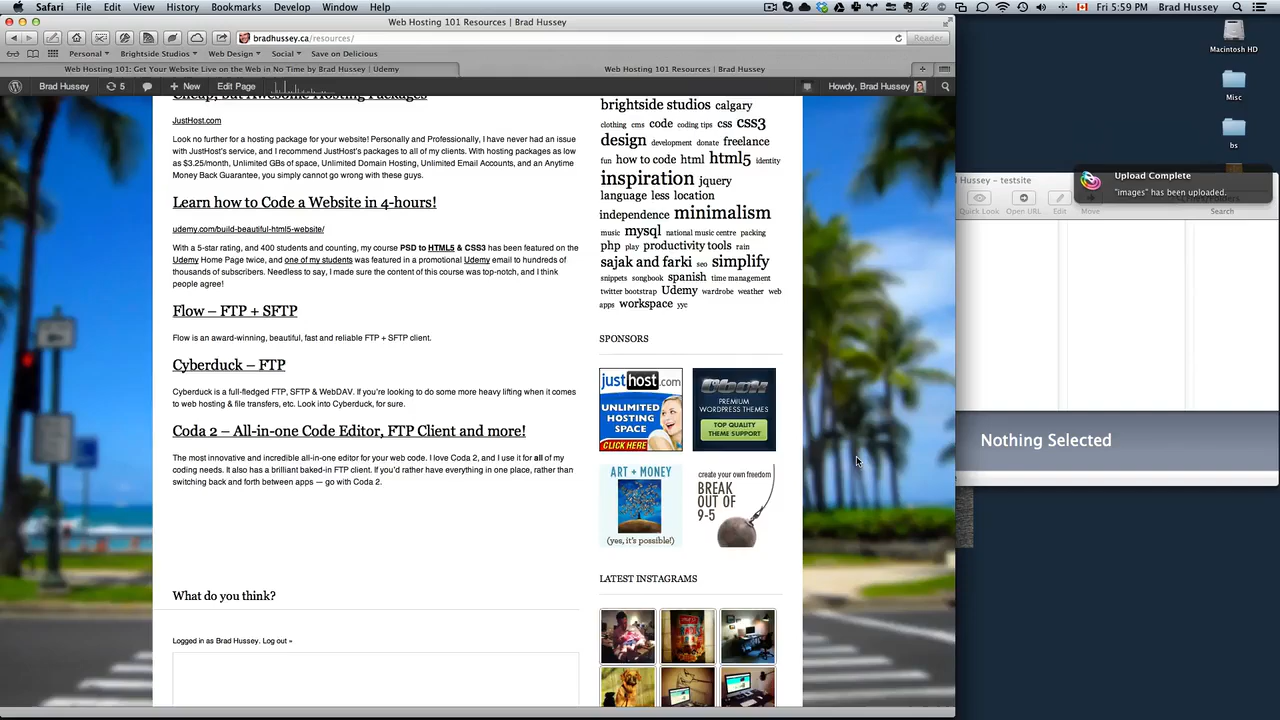 Safari File Edit View History Bookmarks Develop Window Help
Fri 5:59 PM Brad Hussey
Web Hosting 101 Resources | Brad Hussey
bradhussey.ca/resources/
Reader
Personal Brightside Studios Web Design Social Save on Delicious
Web Hosting 101: Get Your Website Live on the Web in No Time by Brad Hussey | Udemy
Web Hosting 101 Resources | Brad Hussey
Brad Hussey 5 + New Edit Page
Howdy, Brad Hussey
Cheap, but Awesome Hosting Packages
JustHost.com
Look no further for a hosting package for your website! Personally and Professionally, I have never had an issue
with JustHost's service, and I recommend JustHost's packages to all of my clients. With hosting packages as low
as $3.25/month, Unlimited GBs of space, Unlimited Domain Hosting, Unlimited Email Accounts, and an Anytime
Money Back Guarantee, you simply cannot go wrong with these guys.
Learn how to Code a Website in 4-hours!
udemy.com/build-beautiful-html5-website/
With a 5-star rating, and 400 students and counting, my course PSD to HTML5 & CSS3 has been featured on the
Udemy Home Page twice, and one of my students was featured in a promotional Udemy email to hundreds of
thousands of subscribers. Needless to say, I made sure the content of this course was top-notch, and I think
people agree!
Flow – FTP + SFTP
Flow is an award-winning, beautiful, fast and reliable FTP + SFTP client.
Cyberduck – FTP
Cyberduck is a full-fledged FTP, SFTP & WebDAV. If you're looking to do some more heavy lifting when it comes
to web hosting & file transfers, etc. Look into Cyberduck, for sure.
Coda 2 – All-in-one Code Editor, FTP Client and more!
The most innovative and incredible all-in-one editor for your web code. I love Coda 2, and I use it for all of my
coding needs. It also has a brilliant baked-in FTP client. If you'd rather have everything in one place, rather than
switching back and forth between apps — go with Coda 2.
What do you think?
Logged in as Brad Hussey. Log out »
brightside studios calgary
clothing cms code coding tips css css3
design development donate freelance
fun how to code html html5 identity
inspiration jquery
language less location
independence minimalism
music mysql national music centre packing
php play productivity tools rain
sajak and farki seo simplify
snippets songbook spanish time management
twitter bootstrap Udemy wardrobe weather web
apps workspace yyc
SPONSORS
justhost.com
UNLIMITED
HOSTING
SPACE
CLICK HERE
Clook
PREMIUM
WORDPRESS THEMES
TOP QUALITY
THEME SUPPORT
ART + MONEY
(yes, it's possible!)
create your own freedom
BREAK
OUT OF
9-5
LATEST INSTAGRAMS
Macintosh HD
Misc
bs
Hussey – testsite
Upload Complete
"images" has been uploaded.
Quick Look Open URL Edit Move Search
Nothing Selected